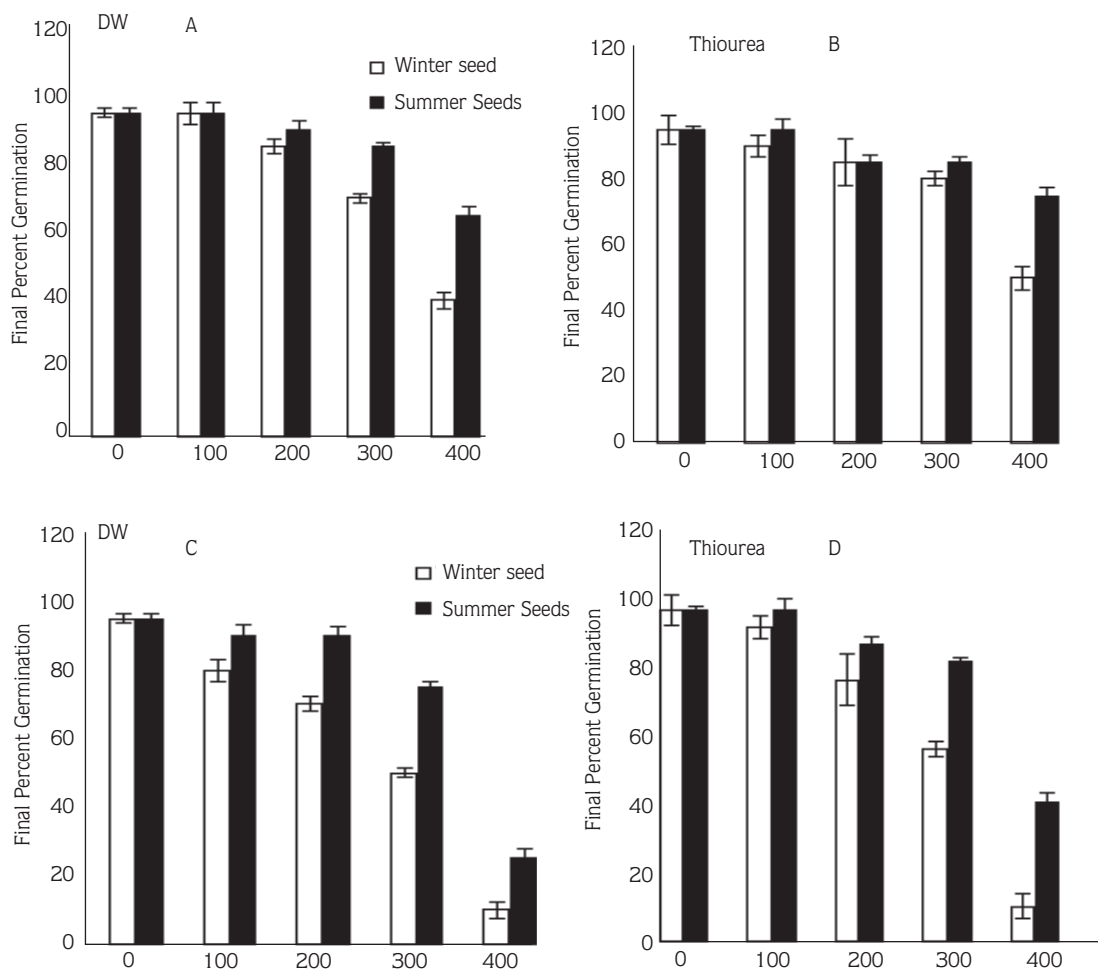 DW A
Winter seed
Summer Seeds
Final Percent Germination
120
100
80
60
40
20
0
0 100 200 300 400
Thiourea B
Final Percent Germination
120
100
80
60
40
20
0
0 100 200 300 400
DW
C
Winter seed
Summer Seeds
Final Percent Germination
120
100
80
60
40
20
0
0 100 200 300 400
Thiourea D
Final Percent Germination
120
100
80
60
40
20
0
0 100 200 300 400